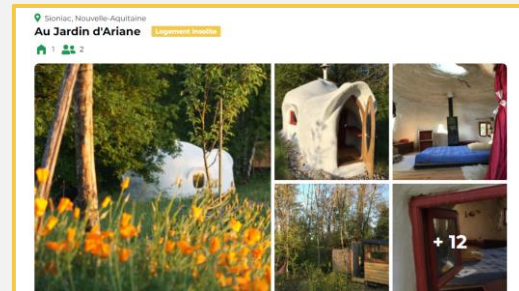 Sioniac, Nouvelle-Aquitaine
Au Jardin d'Ariane Logement insolite
1 2
+ 12